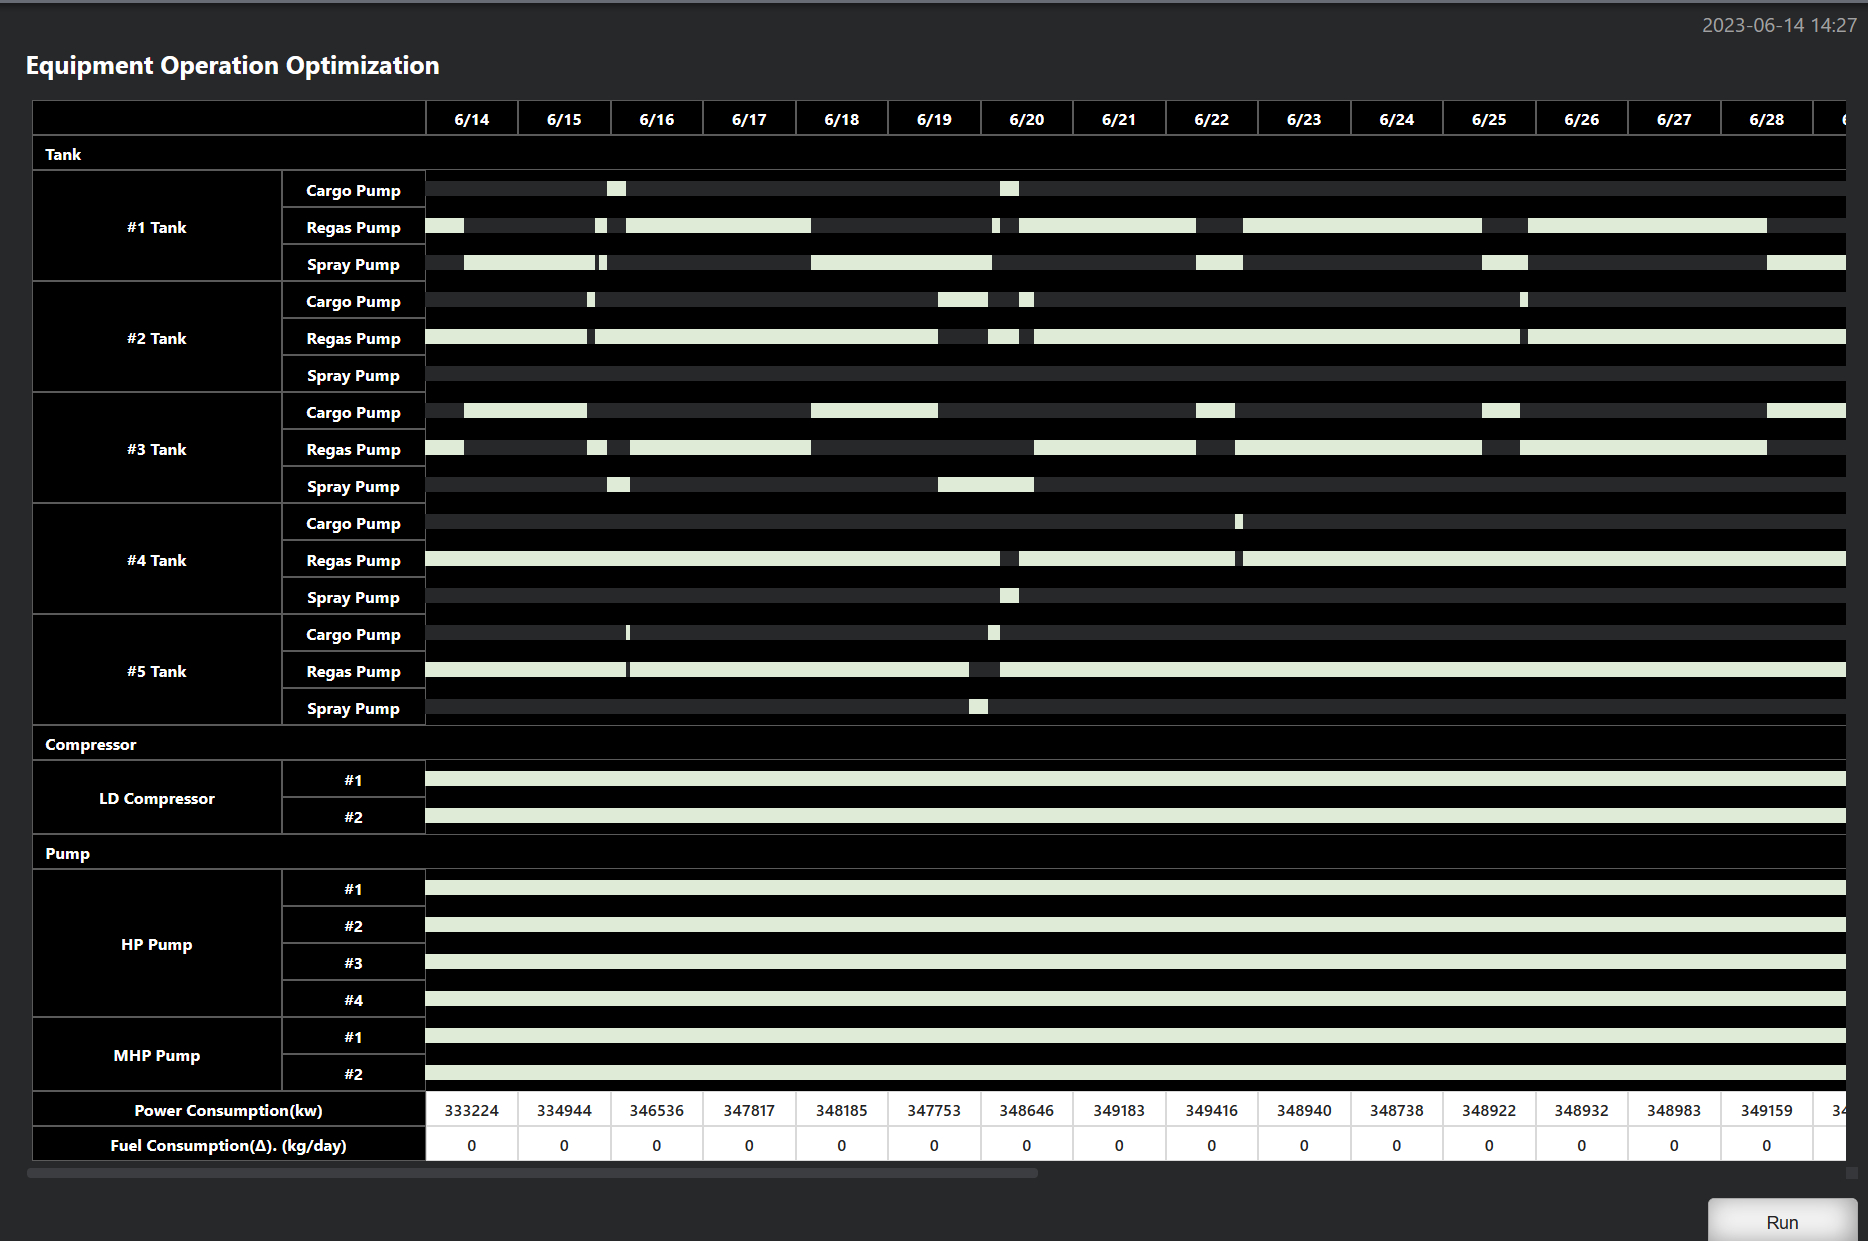 2023-06-14 14:27
Equipment Operation Optimization
6/14 6/15 6/16 6/17 6/18 6/19 6/20 6/21 6/22 6/23 6/24 6/25 6/26 6/27 6/28
Tank
#1 Tank
Cargo Pump
Regas Pump
Spray Pump
#2 Tank
Cargo Pump
Regas Pump
Spray Pump
#3 Tank
Cargo Pump
Regas Pump
Spray Pump
#4 Tank
Cargo Pump
Regas Pump
Spray Pump
#5 Tank
Cargo Pump
Regas Pump
Spray Pump
Compressor
LD Compressor
#1
#2
Pump
HP Pump
#1
#2
#3
#4
MHP Pump
#1
#2
Power Consumption(kw) 333224 334944 346536 347817 348185 347753 348646 349183 349416 348940 348738 348922 348932 348983 349159
Fuel Consumption(Δ). (kg/day) 0 0 0 0 0 0 0 0 0 0 0 0 0 0 0
Run